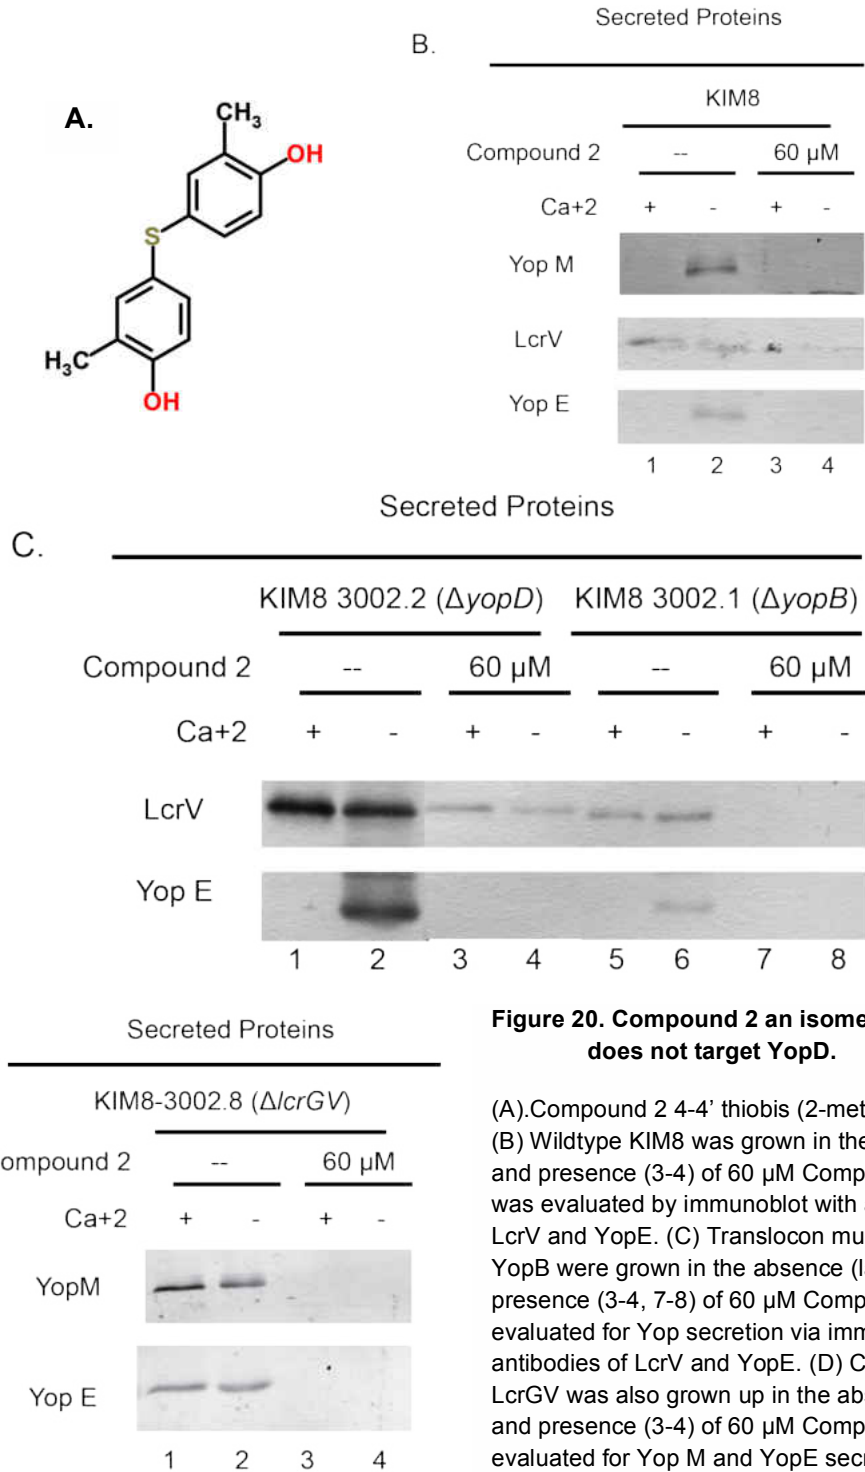 Secreted Proteins
B.
A.
KIM8
CH3
OH
Compound 2 -- 60 µM
Ca+2 + - + -
S
Yop M
LcrV
H3C
OH
Yop E
1 2 3 4
Secreted Proteins
C.
KIM8 3002.2 (ΔyopD) KIM8 3002.1 (ΔyopB)
Compound 2 -- 60 µM -- 60 µM
Ca+2 + - + - + - + -
LcrV
Yop E
1 2 3 4 5 6 7 8
Secreted Proteins
KIM8-3002.8 (ΔlcrGV)
ompound 2 -- 60 µM
Ca+2 + - + -
YopM
Yop E
1 2 3 4
Figure 20. Compound 2 an isome
does not target YopD.
(A).Compound 2 4-4' thiobis (2-met
(B) Wildtype KIM8 was grown in the
and presence (3-4) of 60 µM Comp
was evaluated by immunoblot with
LcrV and YopE. (C) Translocon mu
YopB were grown in the absence (l
presence (3-4, 7-8) of 60 µM Comp
evaluated for Yop secretion via imm
antibodies of LcrV and YopE. (D) C
LcrGV was also grown up in the abs
and presence (3-4) of 60 µM Comp
evaluated for Yop M and YopE secr